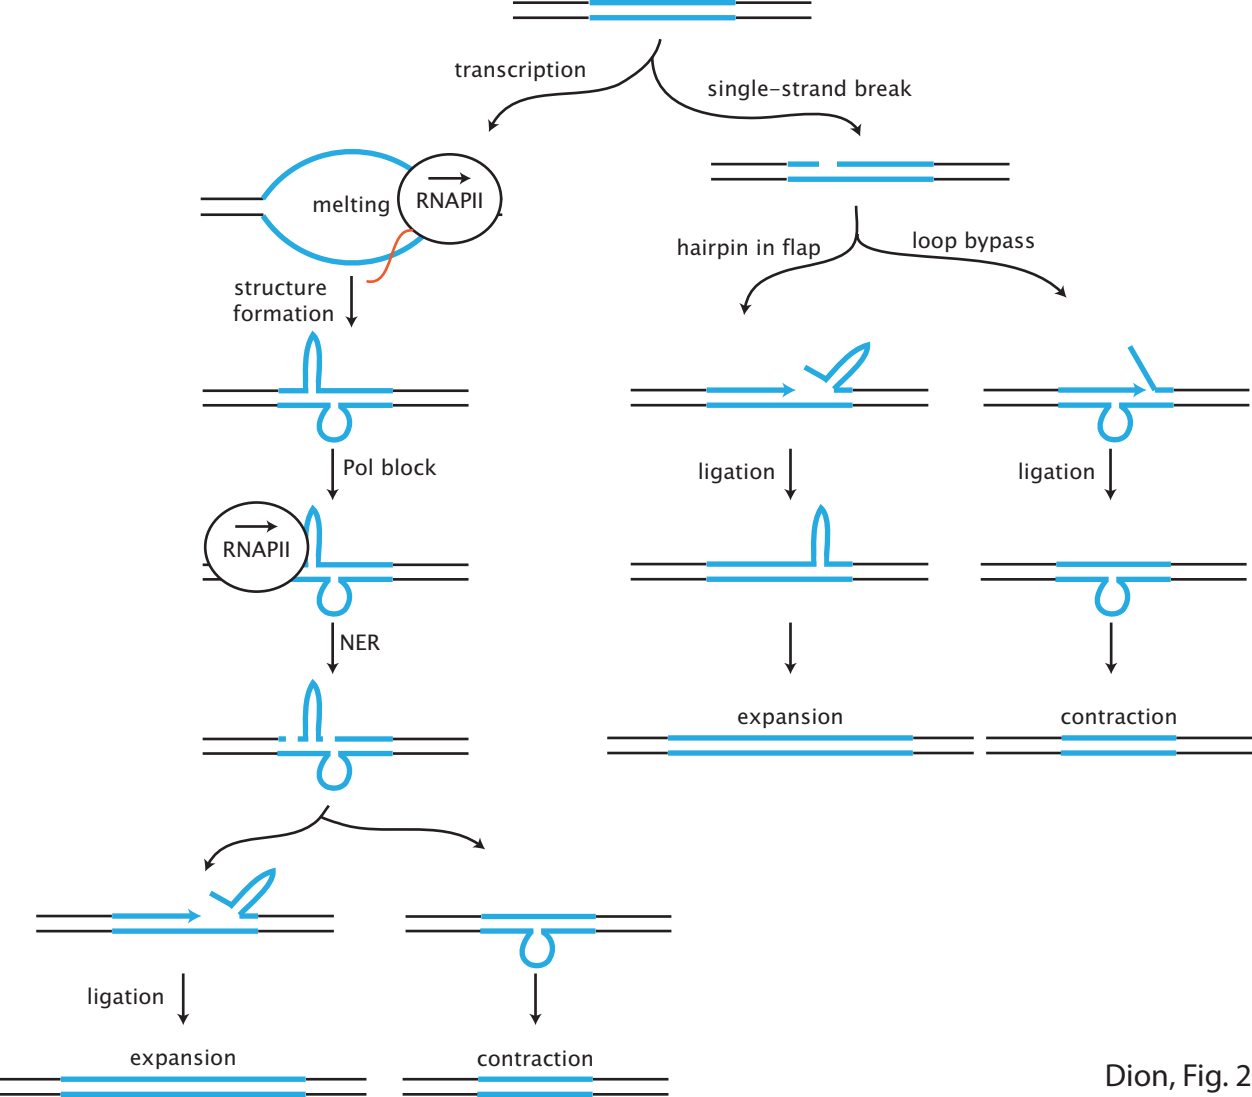 transcription
single-strand break
melting
RNAPII
hairpin in flap
loop bypass
structure
formation
Pol block
ligation
ligation
RNAPII
NER
expansion
contraction
ligation
expansion
contraction
Dion, Fig. 2